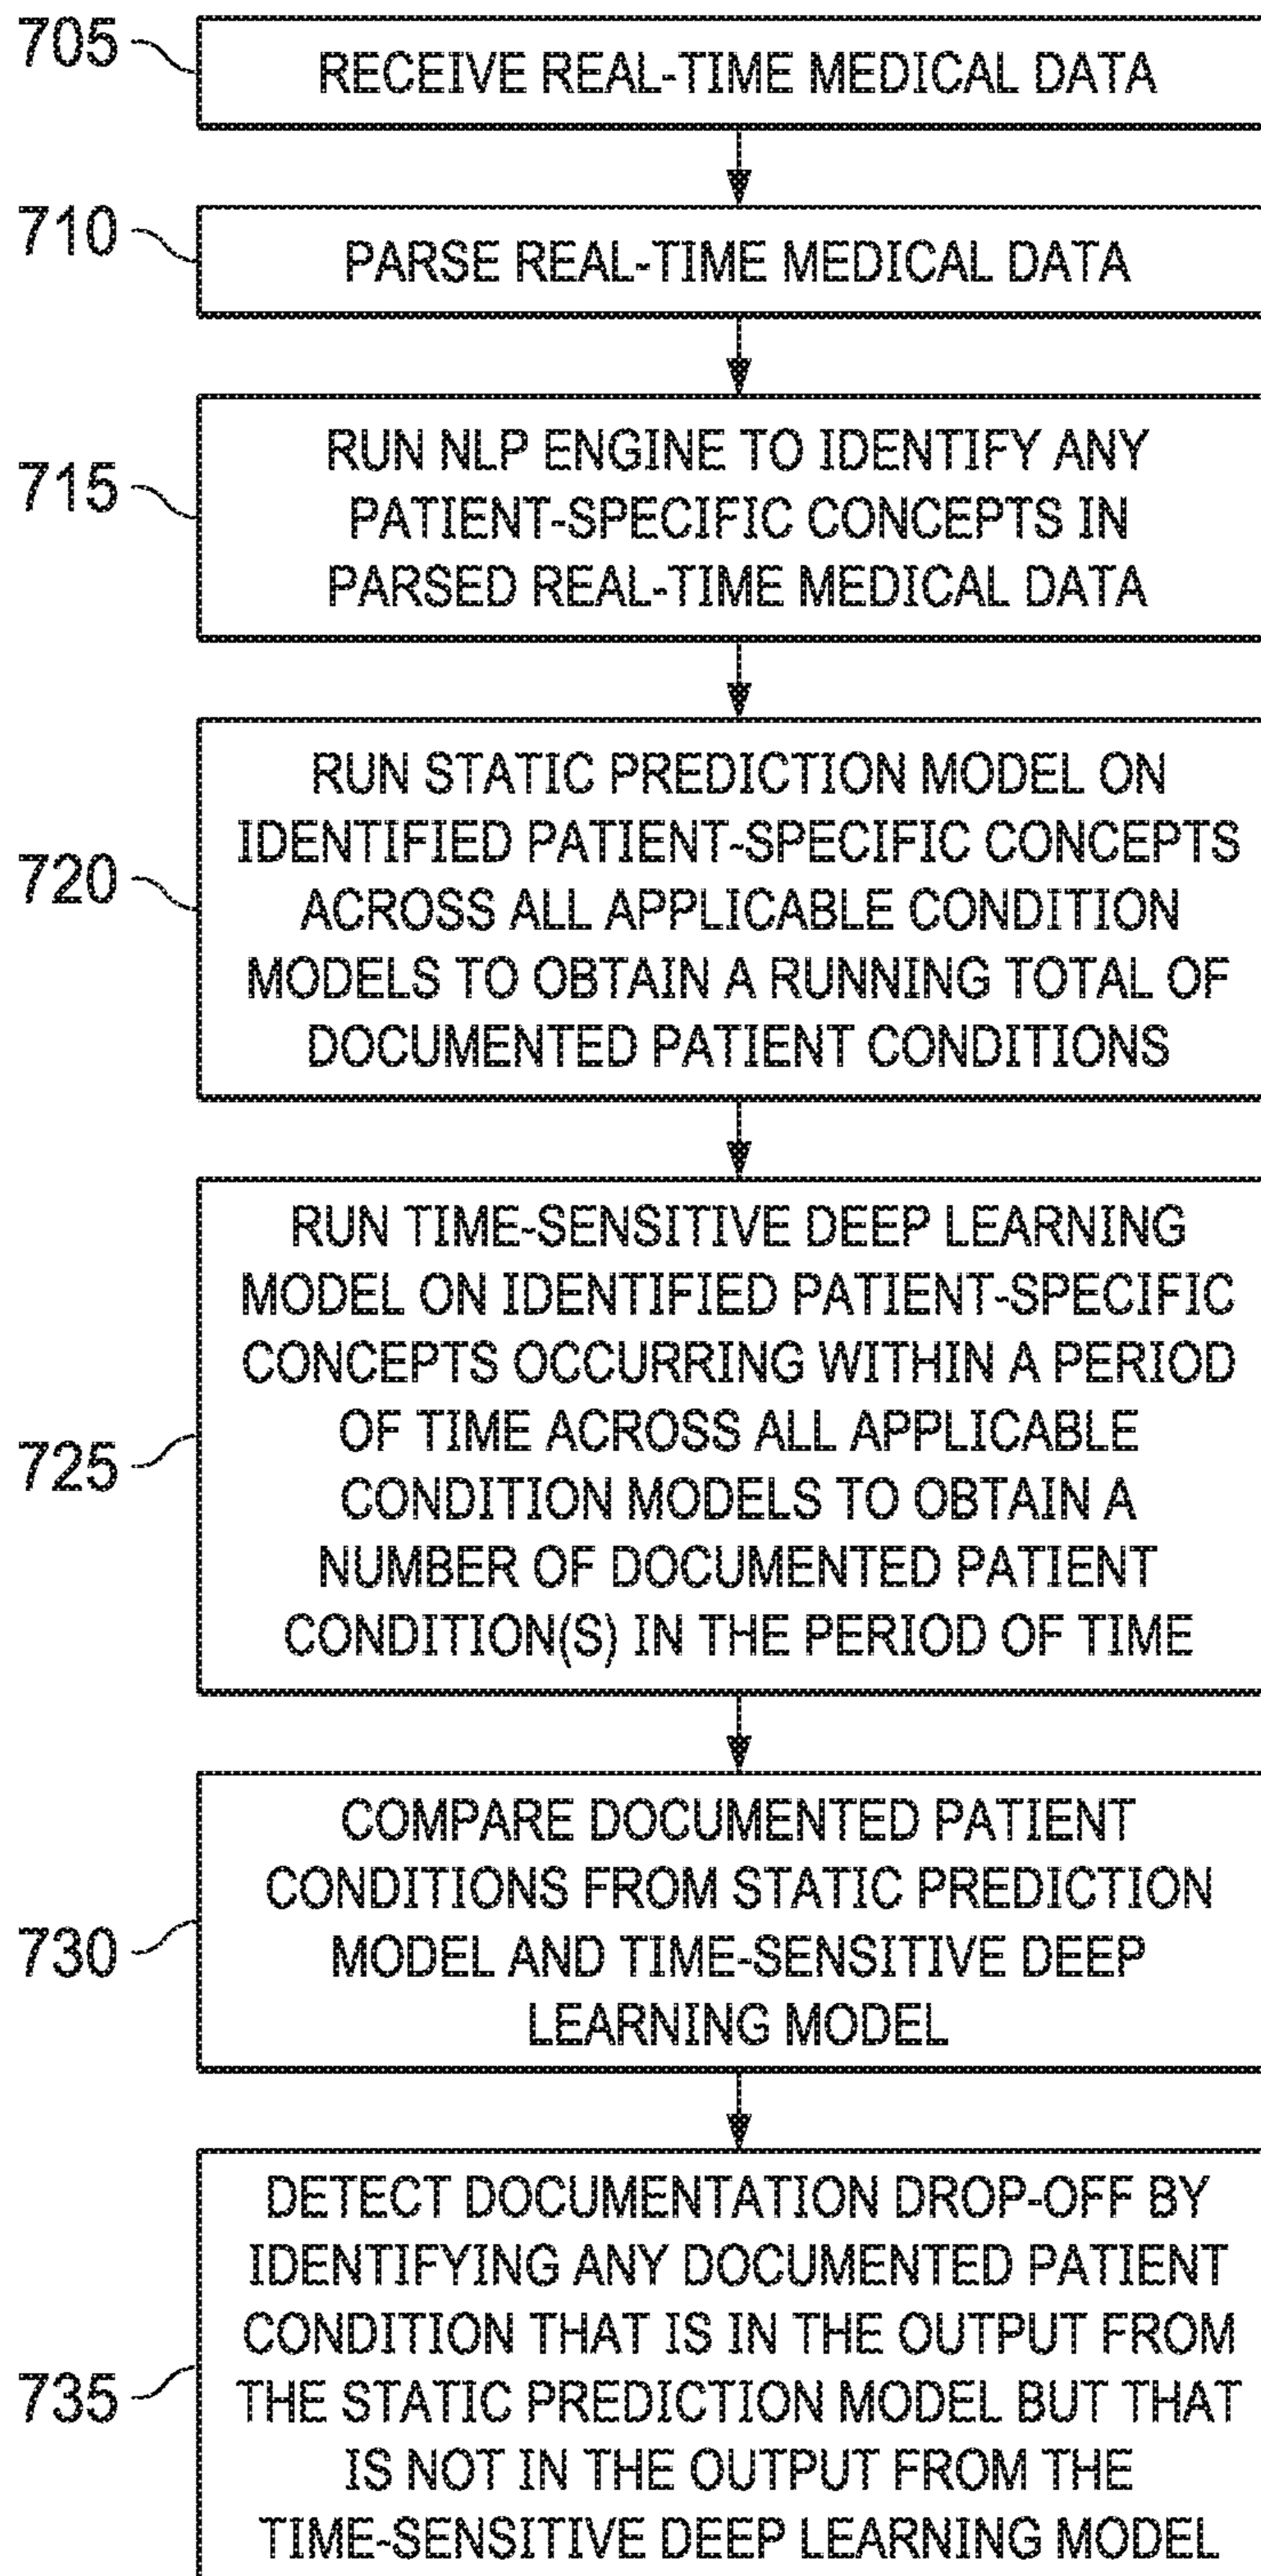 705
RECEIVE REAL-TIME MEDICAL DATA
710
PARSE REAL-TIME MEDICAL DATA
715
RUN NLP ENGINE TO IDENTIFY ANY
PATIENT-SPECIFIC CONCEPTS IN
PARSED REAL-TIME MEDICAL DATA
720
RUN STATIC PREDICTION MODEL ON
IDENTIFIED PATIENT-SPECIFIC CONCEPTS
ACROSS ALL APPLICABLE CONDITION
MODELS TO OBTAIN A RUNNING TOTAL OF
DOCUMENTED PATIENT CONDITIONS
725
RUN TIME-SENSITIVE DEEP LEARNING
MODEL ON IDENTIFIED PATIENT-SPECIFIC
CONCEPTS OCCURRING WITHIN A PERIOD
OF TIME ACROSS ALL APPLICABLE
CONDITION MODELS TO OBTAIN A
NUMBER OF DOCUMENTED PATIENT
CONDITION(S) IN THE PERIOD OF TIME
730
COMPARE DOCUMENTED PATIENT
CONDITIONS FROM STATIC PREDICTION
MODEL AND TIME-SENSITIVE DEEP
LEARNING MODEL
735
DETECT DOCUMENTATION DROP-OFF BY
IDENTIFYING ANY DOCUMENTED PATIENT
CONDITION THAT IS IN THE OUTPUT FROM
THE STATIC PREDICTION MODEL BUT THAT
IS NOT IN THE OUTPUT FROM THE
TIME-SENSITIVE DEEP LEARNING MODEL